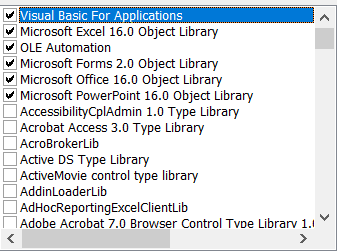 Visual Basic For Applications
Microsoft Excel 16.0 Object Library
OLE Automation
Microsoft Forms 2.0 Object Library
Microsoft Office 16.0 Object Library
Microsoft PowerPoint 16.0 Object Library
AccessibilityCplAdmin 1.0 Type Library
Acrobat Access 3.0 Type Library
AcroBrokerLib
Active DS Type Library
ActiveMovie control type library
AddinLoaderLib
AdHocReportingExcelClientLib
Adobe Acrobat 7.0 Browser Control Type Library 1.0